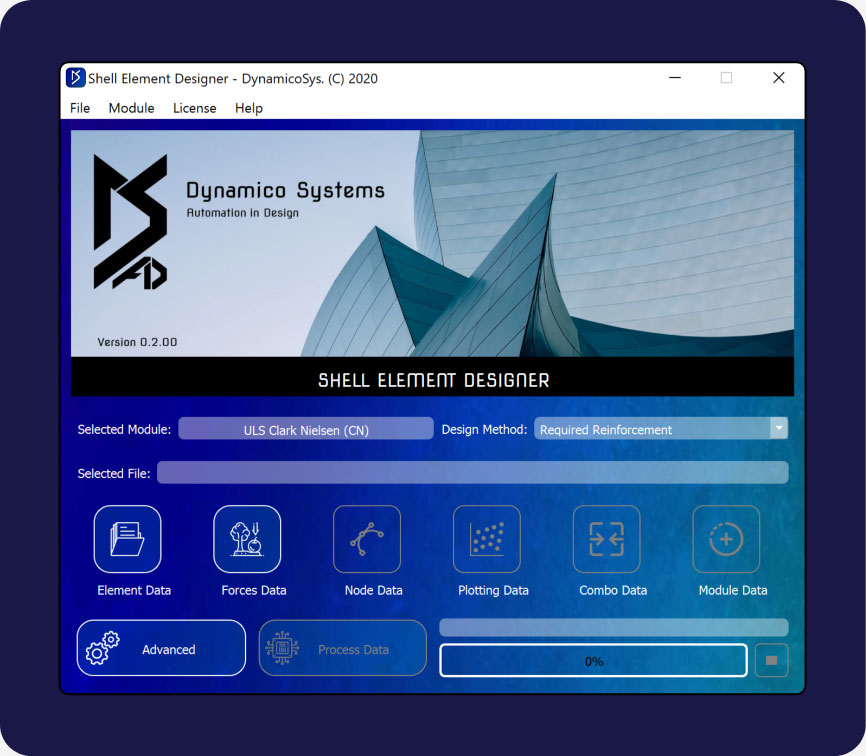 Shell Element Designer - DynamicoSys. (C) 2020
File Module License Help
Dynamico Systems
Automation in Design
Version 0.2.00
SHELL ELEMENT DESIGNER
Selected Module: ULS Clark Nielsen (CN) Design Method: Required Reinforcement
Selected File:
Element Data Forces Data Node Data Plotting Data Combo Data Module Data
Advanced Process Data 0%